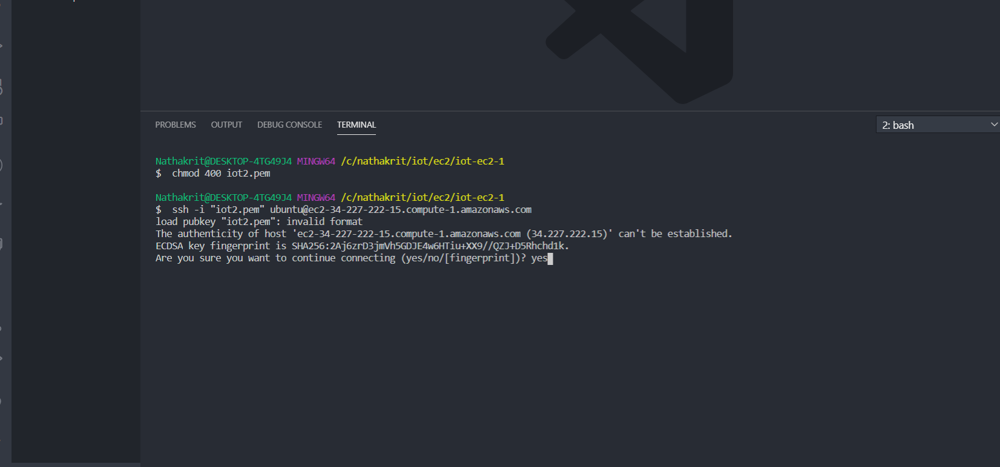 PROBLEMS OUTPUT DEBUG CONSOLE TERMINAL 2: bash
Nathakrit@DESKTOP-4TG49J4 MINGW64 /c/nathakrit/iot/ec2/iot-ec2-1
$ chmod 400 iot2.pem
Nathakrit@DESKTOP-4TG49J4 MINGW64 /c/nathakrit/iot/ec2/iot-ec2-1
$ ssh -i "iot2.pem" ubuntu@ec2-34-227-222-15.compute-1.amazonaws.com
load pubkey "iot2.pem": invalid format
The authenticity of host 'ec2-34-227-222-15.compute-1.amazonaws.com (34.227.222.15)' can't be established.
ECDSA key fingerprint is SHA256:2Aj6zrD3jmVh5GDJE4w6HTiu+XX9//QZJ+D5Rhchd1k.
Are you sure you want to continue connecting (yes/no/[fingerprint])? yes